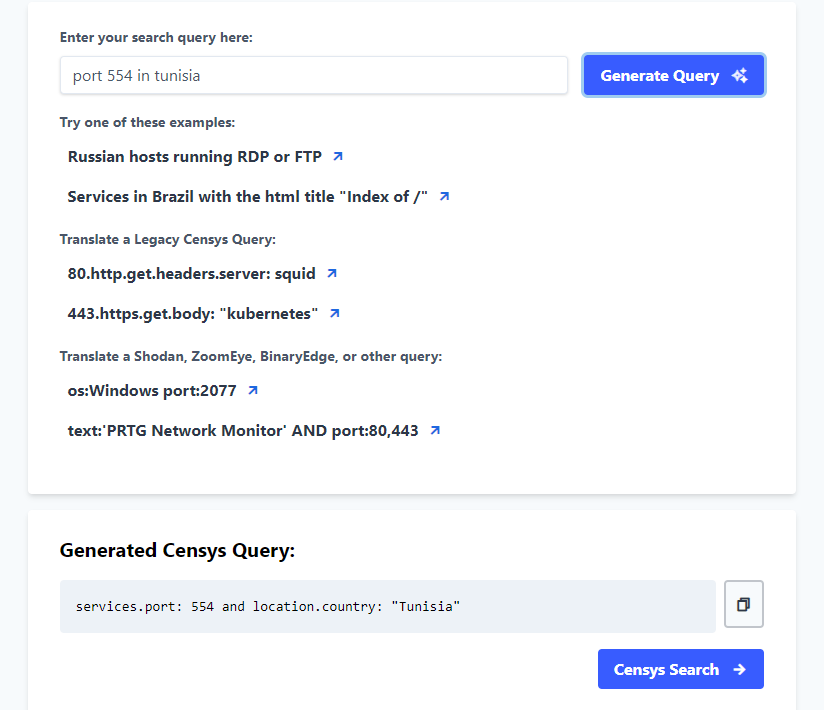 Enter your search query here:
port 554 in tunisia
Generate Query
Try one of these examples:
Russian hosts running RDP or FTP
Services in Brazil with the html title "Index of /"
Translate a Legacy Censys Query:
80.http.get.headers.server: squid
443.https.get.body: "kubernetes"
Translate a Shodan, ZoomEye, BinaryEdge, or other query:
os:Windows port:2077
text:'PRTG Network Monitor' AND port:80,443
Generated Censys Query:
services.port: 554 and location.country: "Tunisia"
Censys Search